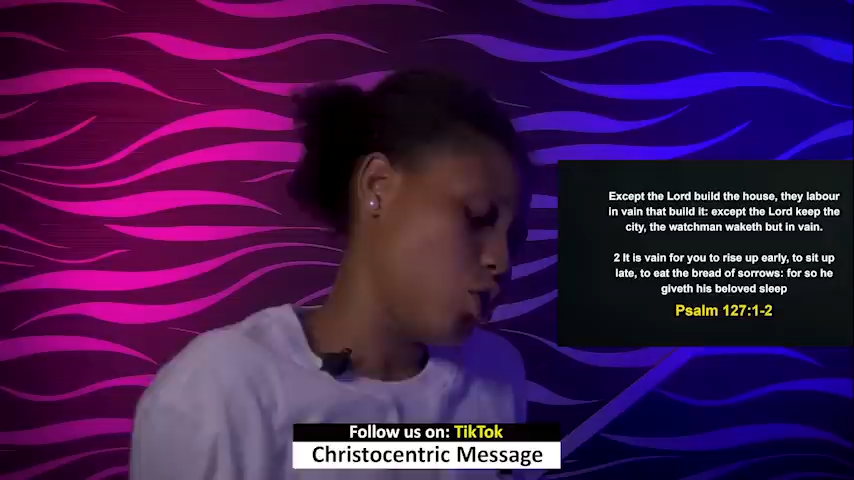 Except the Lord build the house, they labour
in vain that build it: except the Lord keep the
city, the watchman waketh but in vain.
2 It is vain for you to rise up early, to sit up
late, to eat the bread of sorrows: for so he
giveth his beloved sleep
Psalm 127:1-2
Follow us on: TikTok
Christocentric Message